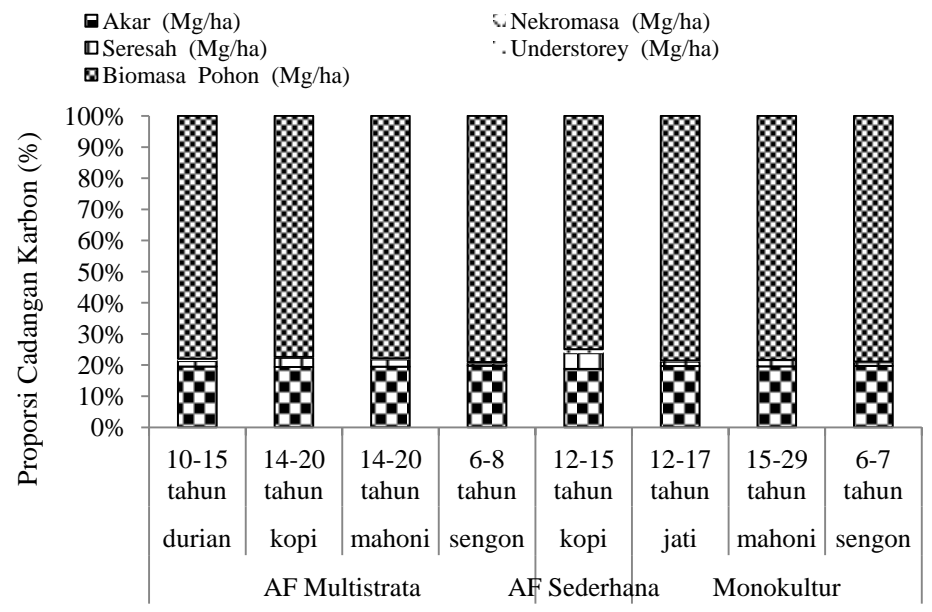 Akar (Mg/ha) Nekromasa (Mg/ha)
Seresah (Mg/ha) Understorey (Mg/ha)
Biomasa Pohon (Mg/ha)
Proporsi Cadangan Karbon (%)
100%
90%
80%
70%
60%
50%
40%
30%
20%
10%
0%
10-15 14-20 14-20 6-8 12-15 12-17 15-29 6-7
tahun tahun tahun tahun tahun tahun tahun tahun
durian kopi mahoni sengon kopi jati mahoni sengon
AF Multistrata AF Sederhana Monokultur